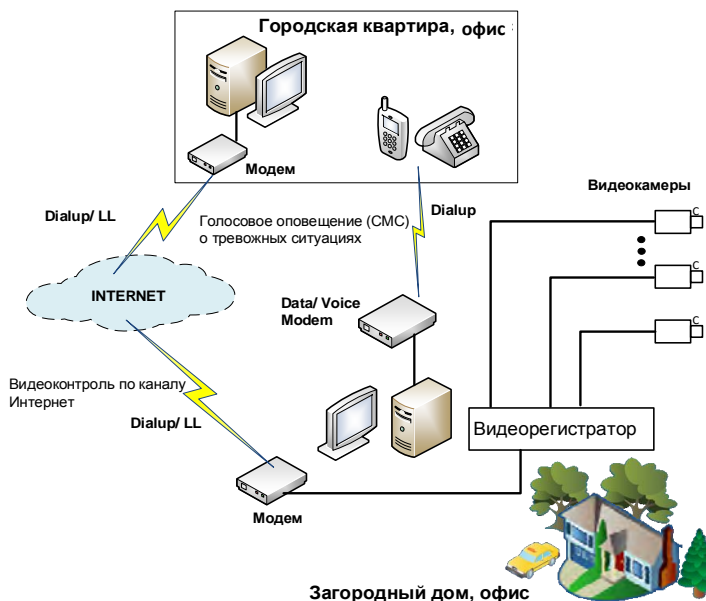 Городская квартира, офис
Модем
Видеокамеры
Dialup/ LL
Голосовое оповещение (СМС)
о тревожных ситуациях
Dialup
C
C
C
INTERNET
Data/ Voice
Modem
Видеоконтроль по каналу
Интернет
Dialup/ LL
Видеорегистратор
Модем
Загородный дом, офис